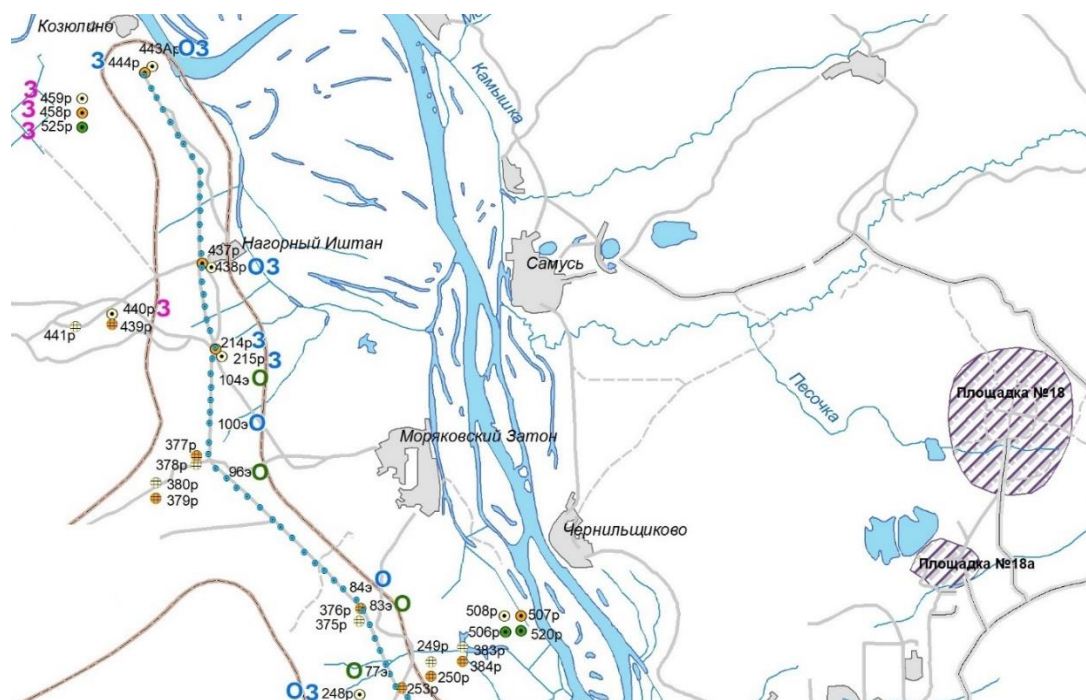 Козюлино
443Ар ОЗ
З 444р
З 459р
З 458р
З 525р
Камышка
437р
Нагорный Иштан
438р ОЗ
Самусь
440р З
439р
441р
214р З
215р З
104э О
100э О
Площадка №18
Песочка
377р
378р
96э О
Моряковский Затон
380р
379р
Чернильщиково
Площадка №18а
84э О
376р 83э О
375р
508р 507р
506р 520р
249р 383р
384р
О 77э
250р
ОЗ 248р 253р